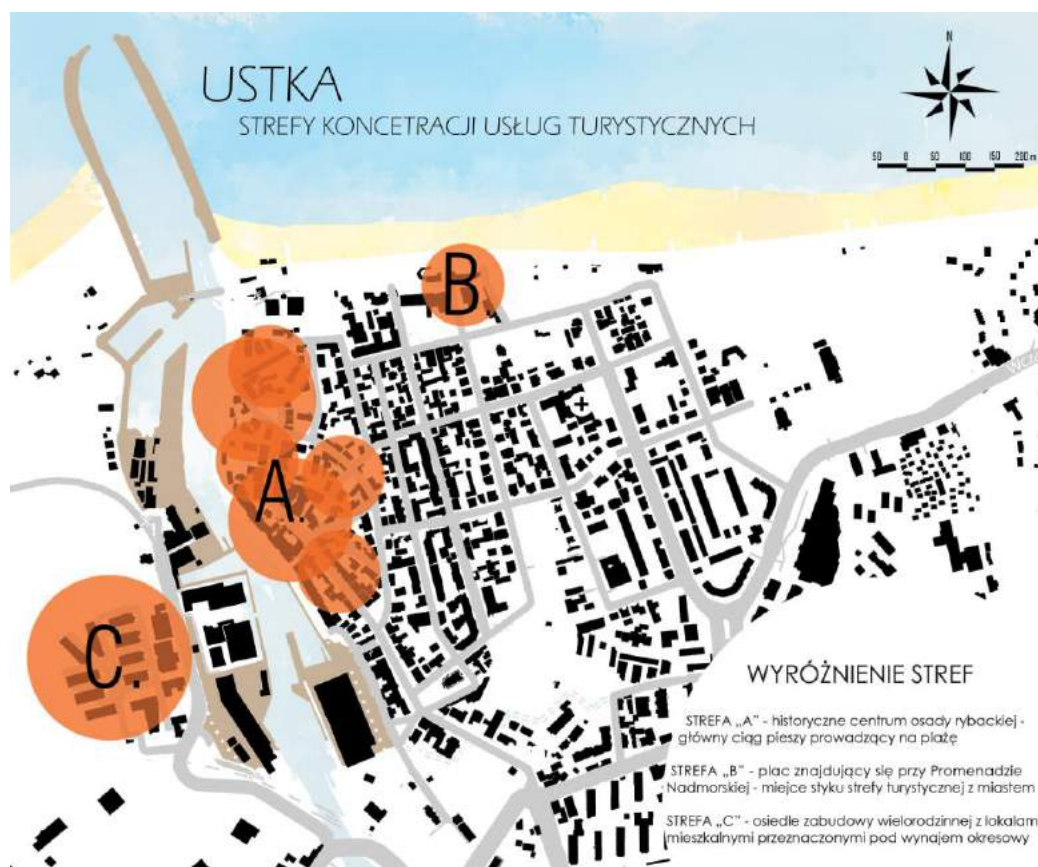 USTKA
STREFY KONCETRACJI USŁUG TURYSTYCZNYCH
N
50 0 50 100 150 200 m
B
A.
C.
WYRÓŻNIENIE STREF
STREFA „A" - historyczne centrum osady rybackiej -
główny ciąg pieszy prowadzący na plażę
STREFA „B" - plac znajdujący się przy Promenadzie
Nadmorskiej - miejce styku strefy turystycznej z miastem
STREFA „C" - osiedle zabudowy wielorodzinnej z lokalam
mieszkalnymi przeznaczonymi pod wynajem okresowy